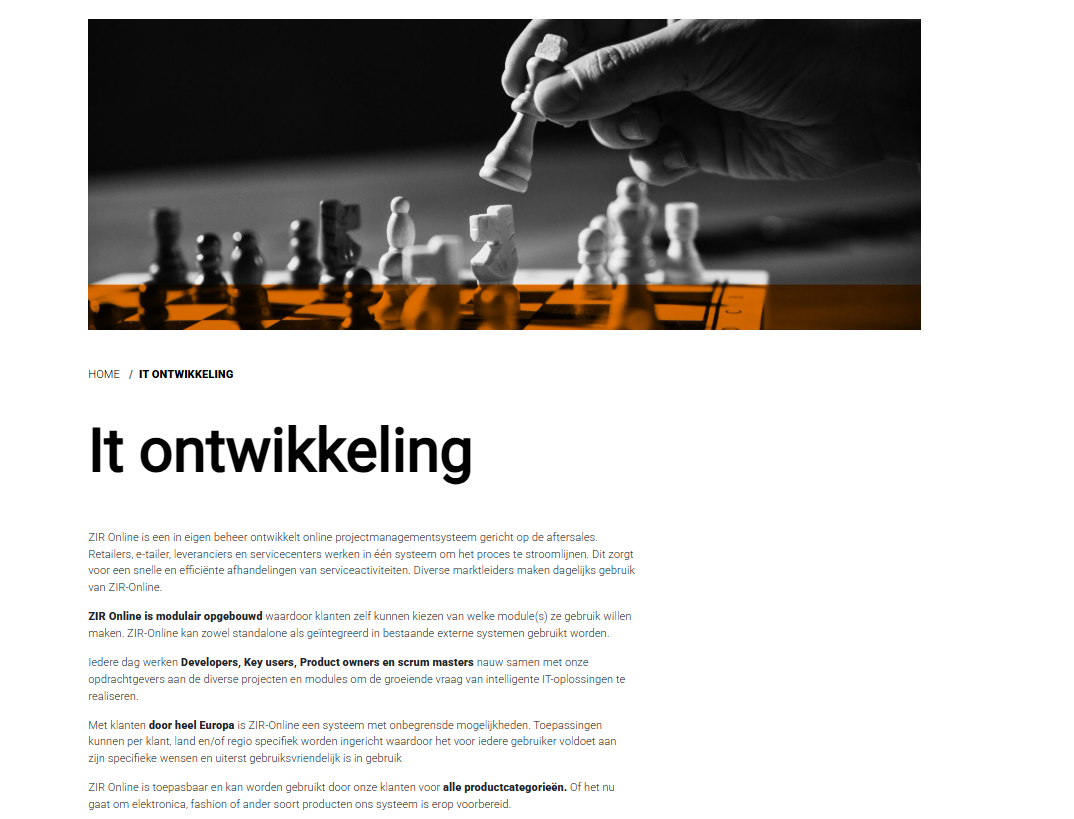 HOME / IT ONTWIKKELING
It ontwikkeling
ZIR Online is een in eigen beheer ontwikkelt online projectmanagementsysteem gericht op de aftersales.
Retailers, e-tailer, leveranciers en servicecenters werken in één systeem om het proces te stroomlijnen. Dit zorgt
voor een snelle en efficiënte afhandelingen van serviceactiviteiten. Diverse marktleiders maken dagelijks gebruik
van ZIR-Online.
ZIR Online is modulair opgebouwd waardoor klanten zelf kunnen kiezen van welke module(s) ze gebruik willen
maken. ZIR-Online kan zowel standalone als geïntegreerd in bestaande externe systemen gebruikt worden.
Iedere dag werken Developers, Key users, Product owners en scrum masters nauw samen met onze
opdrachtgevers aan de diverse projecten en modules om de groeiende vraag van intelligente IT-oplossingen te
realiseren.
Met klanten door heel Europa is ZIR-Online een systeem met onbegrensde mogelijkheden. Toepassingen
kunnen per klant, land en/of regio specifiek worden ingericht waardoor het voor iedere gebruiker voldoet aan
zijn specifieke wensen en uiterst gebruiksvriendelijk is in gebruik
ZIR Online is toepasbaar en kan worden gebruikt door onze klanten voor alle productcategorieën. Of het nu
gaat om elektronica, fashion of ander soort producten ons systeem is erop voorbereid.